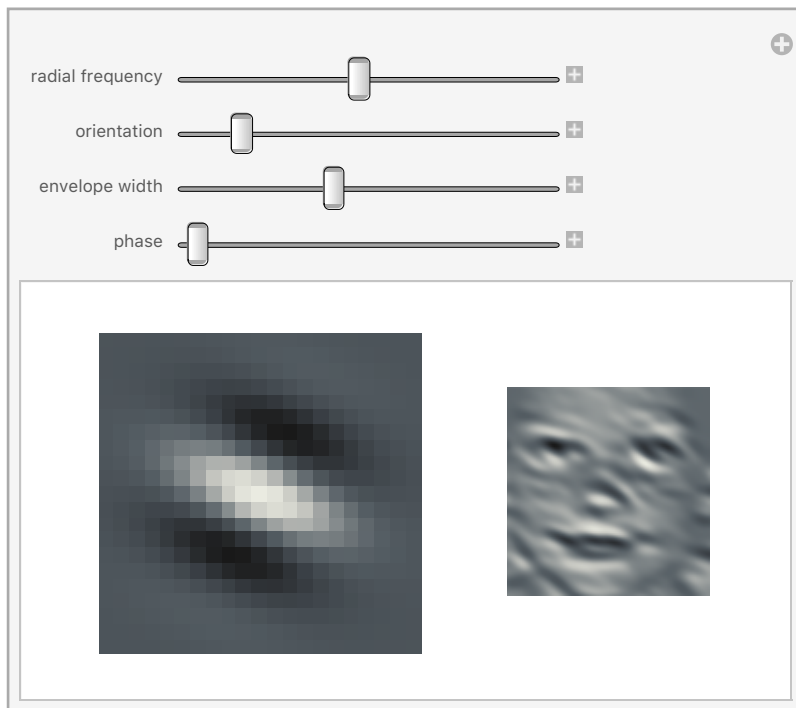 radial frequency
orientation
envelope width
phase